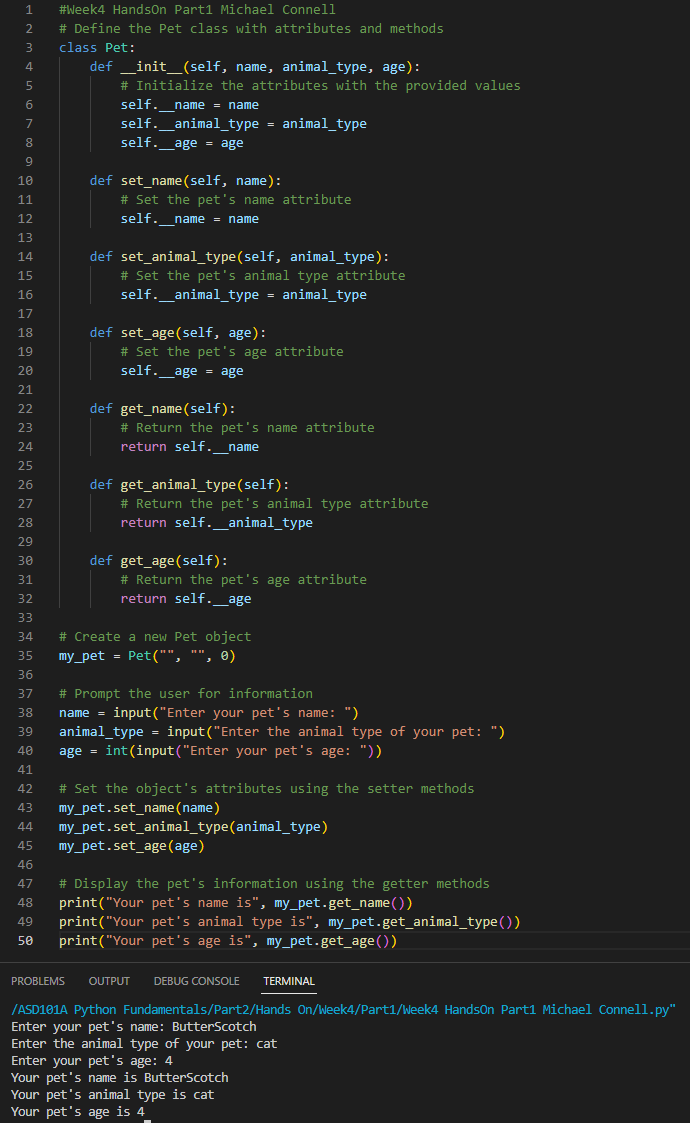 1 #Week4 HandsOn Part1 Michael Connell
2 # Define the Pet class with attributes and methods
3 class Pet:
4     def __init__(self, name, animal_type, age):
5         # Initialize the attributes with the provided values
6         self.__name = name
7         self.__animal_type = animal_type
8         self.__age = age
9
10     def set_name(self, name):
11         # Set the pet's name attribute
12         self.__name = name
13
14     def set_animal_type(self, animal_type):
15         # Set the pet's animal type attribute
16         self.__animal_type = animal_type
17
18     def set_age(self, age):
19         # Set the pet's age attribute
20         self.__age = age
21
22     def get_name(self):
23         # Return the pet's name attribute
24         return self.__name
25
26     def get_animal_type(self):
27         # Return the pet's animal type attribute
28         return self.__animal_type
29
30     def get_age(self):
31         # Return the pet's age attribute
32         return self.__age
33
34 # Create a new Pet object
35 my_pet = Pet("", "", 0)
36
37 # Prompt the user for information
38 name = input("Enter your pet's name: ")
39 animal_type = input("Enter the animal type of your pet: ")
40 age = int(input("Enter your pet's age: "))
41
42 # Set the object's attributes using the setter methods
43 my_pet.set_name(name)
44 my_pet.set_animal_type(animal_type)
45 my_pet.set_age(age)
46
47 # Display the pet's information using the getter methods
48 print("Your pet's name is", my_pet.get_name())
49 print("Your pet's animal type is", my_pet.get_animal_type())
50 print("Your pet's age is", my_pet.get_age())
PROBLEMS OUTPUT DEBUG CONSOLE TERMINAL
/ASD101A Python Fundamentals/Part2/Hands On/Week4/Part1/Week4 HandsOn Part1 Michael Connell.py"
Enter your pet's name: ButterScotch
Enter the animal type of your pet: cat
Enter your pet's age: 4
Your pet's name is ButterScotch
Your pet's animal type is cat
Your pet's age is 4